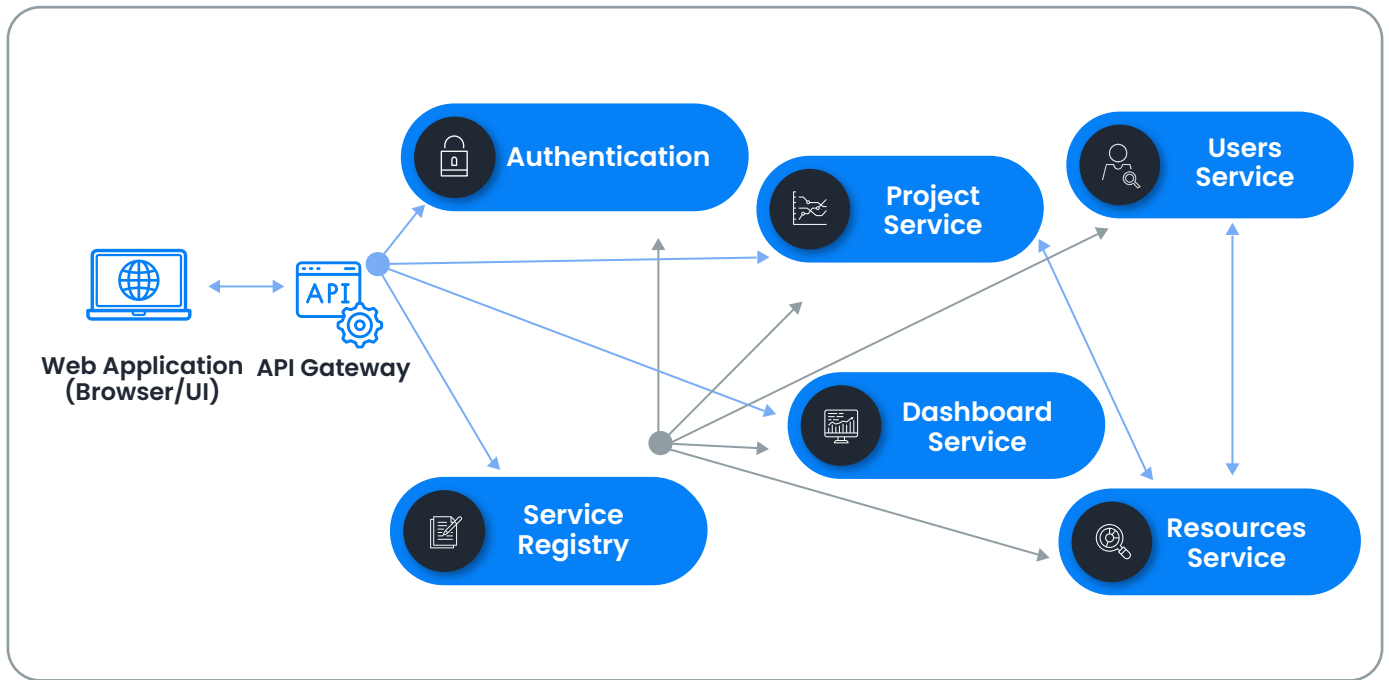 Authentication
Users
Service
Project
Service
API
Web Application
(Browser/UI)
API Gateway
Dashboard
Service
Service
Registry
Resources
Service